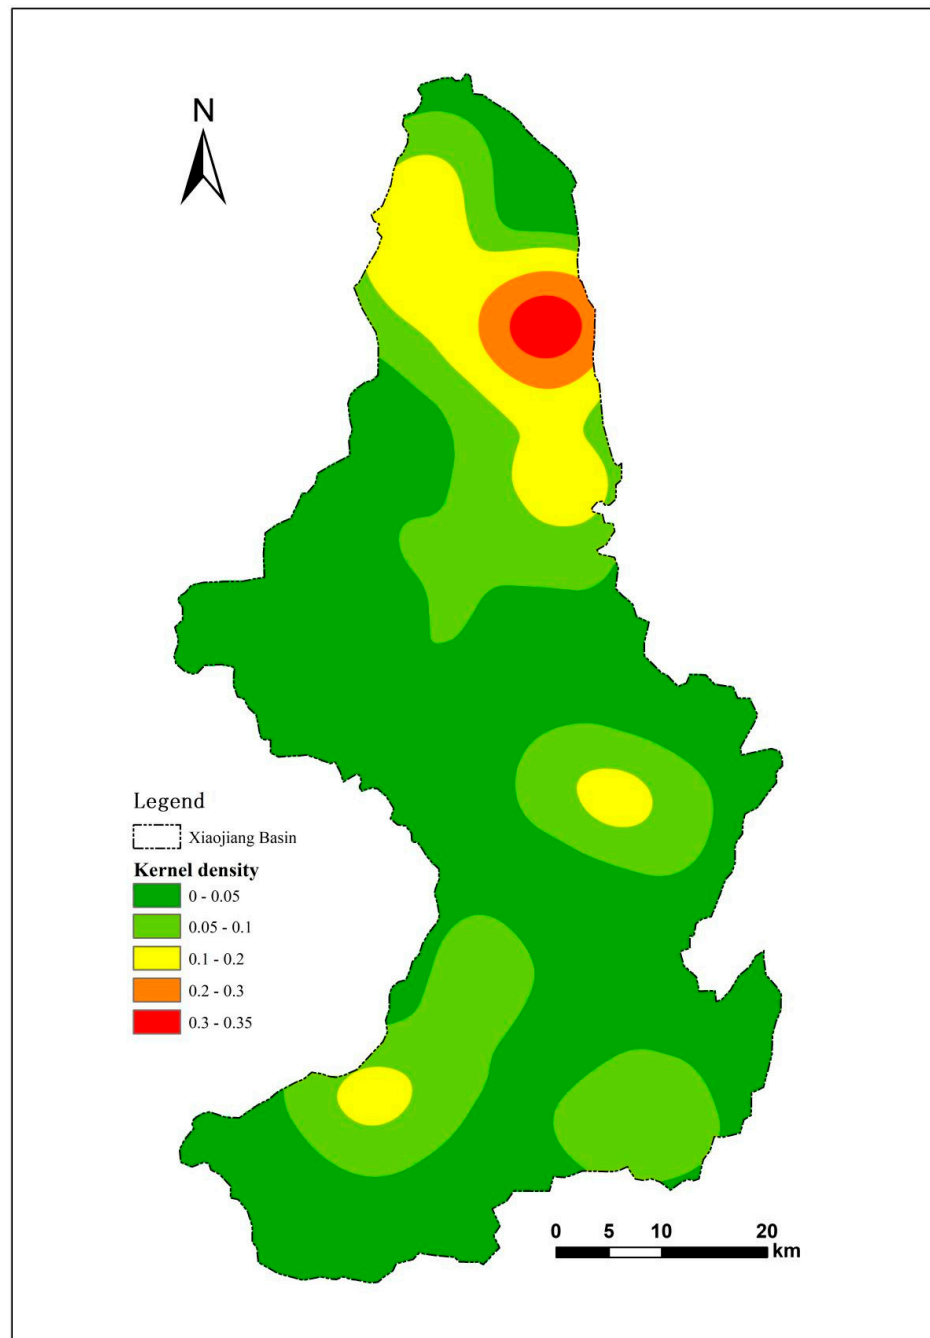 N
Legend
Xiaojiang Basin
Kernel density
0 - 0.05
0.05 - 0.1
0.1 - 0.2
0.2 - 0.3
0.3 - 0.35
0 5 10 20
km